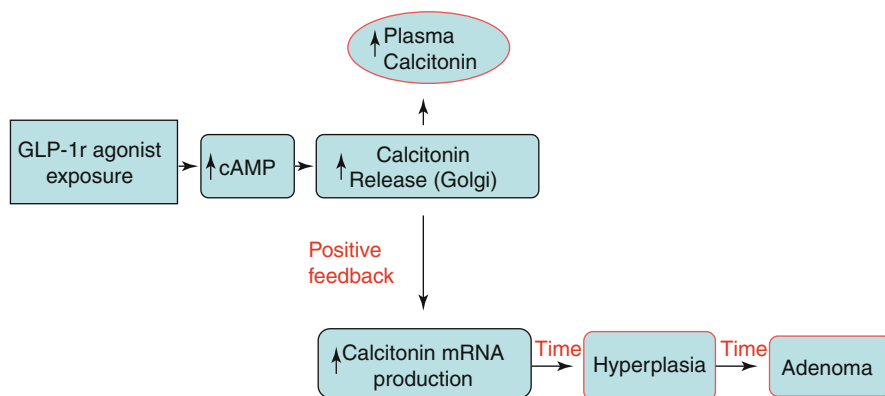 ↑ Plasma
Calcitonin
GLP-1r agonist
exposure
↑ cAMP
↑ Calcitonin
Release (Golgi)
Positive
feedback
↑ Calcitonin mRNA
production
Time
Hyperplasia
Time
Adenoma